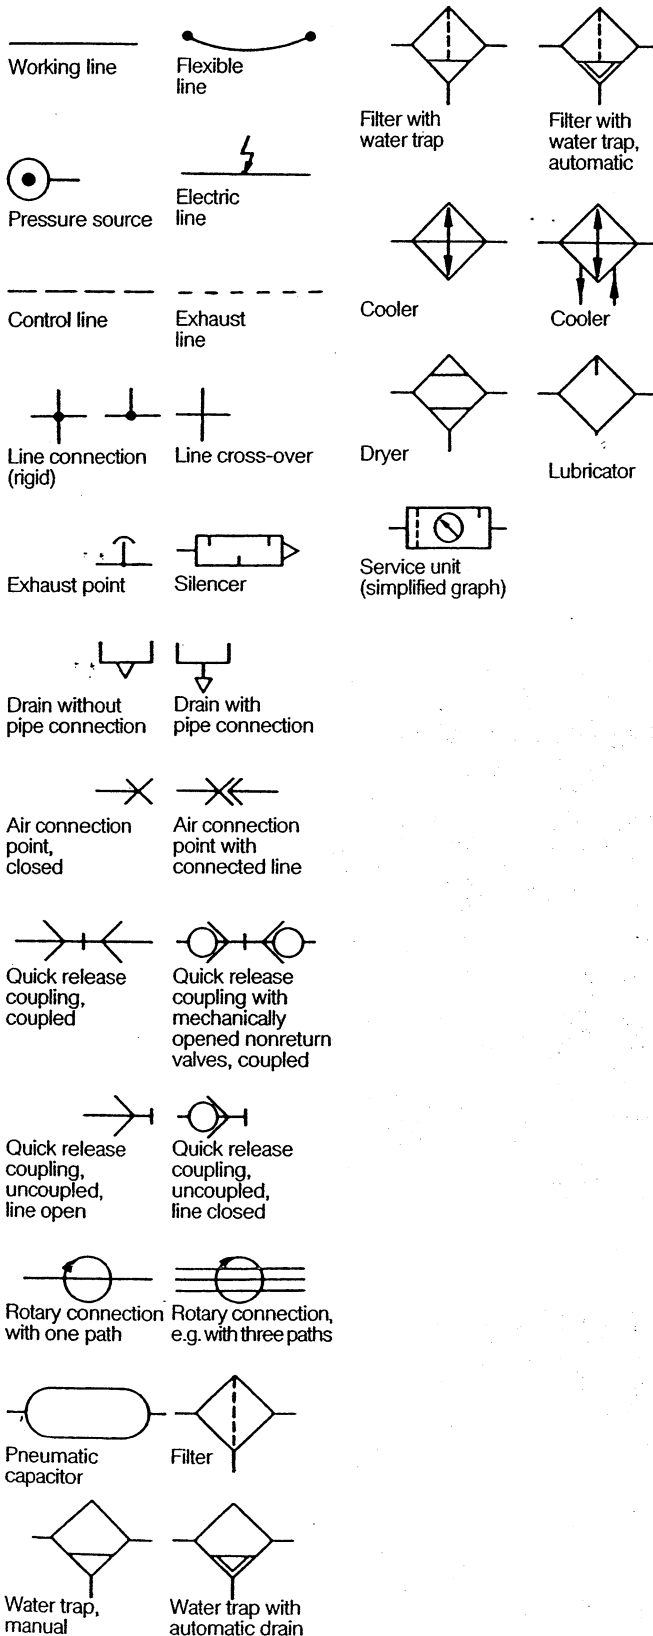 Working line
Flexible
line
Pressure source
Electric
line
Control line
Exhaust
line
Line connection
(rigid)
Line cross-over
Exhaust point
Silencer
Drain without
pipe connection
Drain with
pipe connection
Air connection
point,
closed
Air connection
point with
connected line
Quick release
coupling,
coupled
Quick release
coupling with
mechanically
opened nonreturn
valves, coupled
Quick release
coupling,
uncoupled,
line open
Quick release
coupling,
uncoupled,
line closed
Rotary connection
with one path
Rotary connection,
e.g. with three paths
Pneumatic
capacitor
Filter
Water trap,
manual
Water trap with
automatic drain
Filter with
water trap
Filter with
water trap,
automatic
Cooler
Cooler
Dryer
Lubricator
Service unit
(simplified graph)